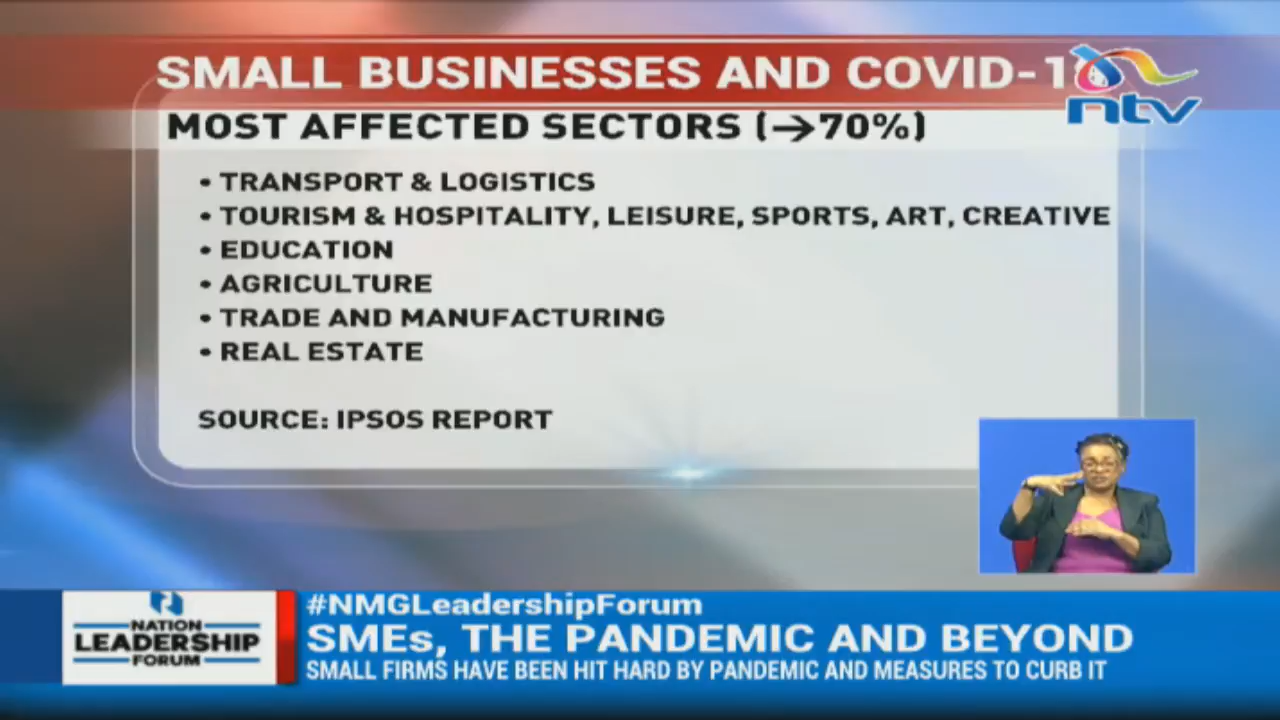 SMALL BUSINESSES AND COVID-1
ntv
MOST AFFECTED SECTORS (→70%)
• TRANSPORT & LOGISTICS
• TOURISM & HOSPITALITY, LEISURE, SPORTS, ART, CREATIVE
• EDUCATION
• AGRICULTURE
• TRADE AND MANUFACTURING
• REAL ESTATE
SOURCE: IPSOS REPORT
NATION
LEADERSHIP
FORUM
#NMGLeadershipForum
SMEs, THE PANDEMIC AND BEYOND
SMALL FIRMS HAVE BEEN HIT HARD BY PANDEMIC AND MEASURES TO CURB IT